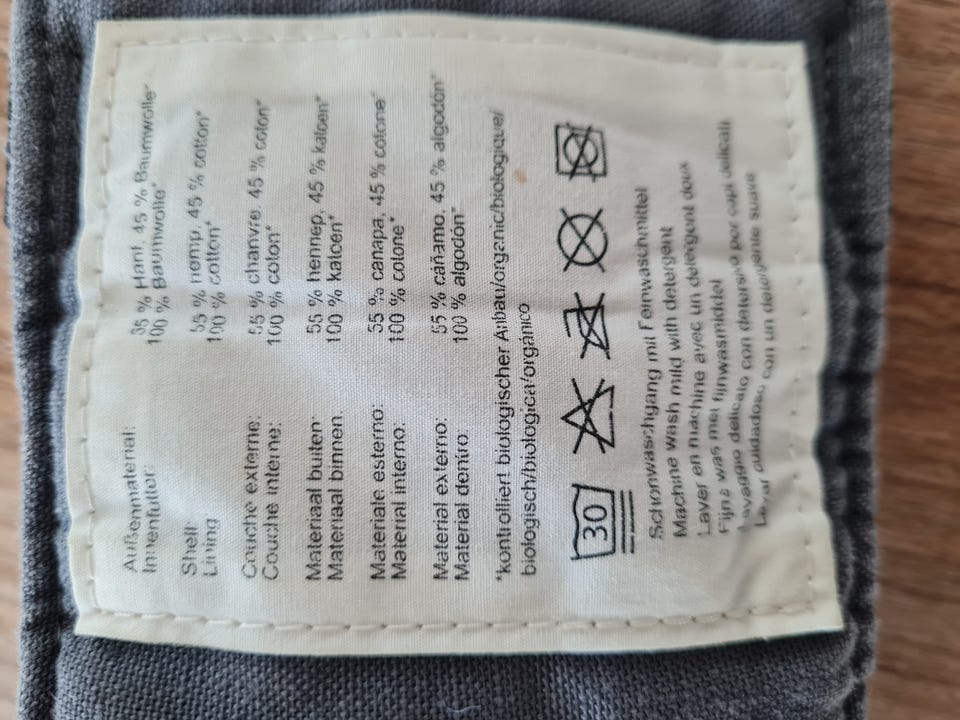 Außenmaterial: 55 % Hanf, 45 % Baumwolle*
Innenfutter: 100 % Baumwolle*
Shell: 55 % hemp, 45 % cotton*
Lining 100 % cotton*
Couche externe: 55 % chanvre, 45 % coton*
Couche interne: 100 % coton*
Materiaal buiten: 55 % hennep, 45 % katoen*
Materiaal binnen: 100 % katoen*
Materiale esterno: 55 % canapa, 45 % cotone*
Material interno: 100 % cotone*
Material externo: 55 % cáñamo, 45 % algodón*
Material dentro: 100 % algodón*
*kontrolliert biologischer Anbau/organic/biologique/
biologisch/biologica/orgánico
30
Schonwaschgang mit Feinwaschmittel
Machine wash mild with detergent
Laver en machine avec un détergent doux
Fijne was met fijnwasmiddel
Lavaggio delicato con detersivo per capi delicati
Lavar cuidadoso con un detergente suave